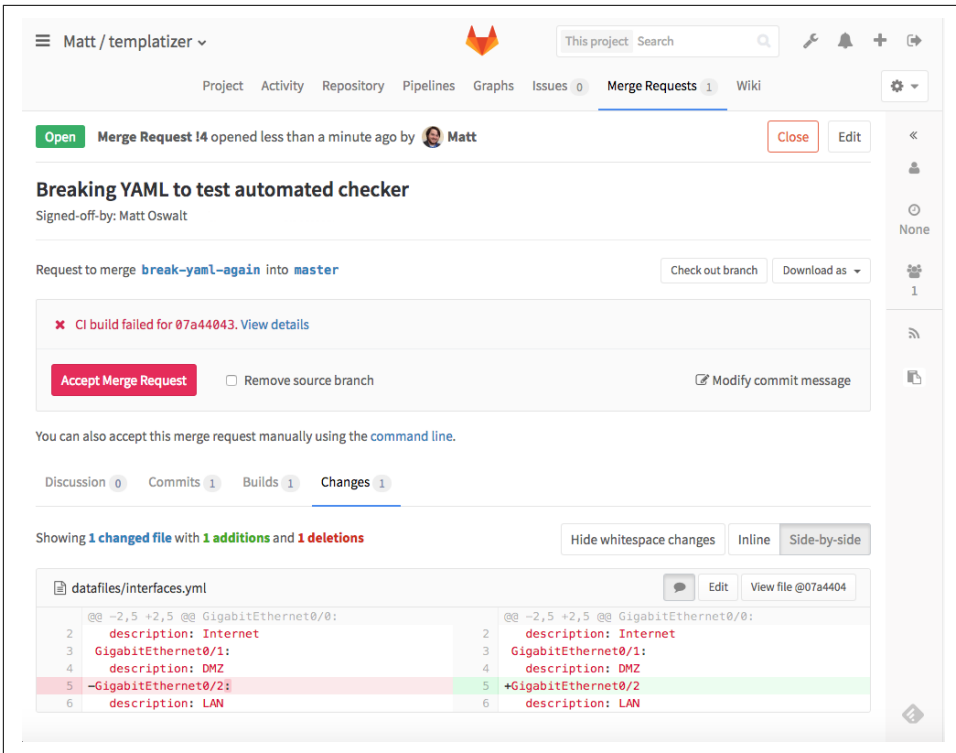 Matt / templatizer
This project Search
Project Activity Repository Pipelines Graphs Issues 0 Merge Requests 1 Wiki
Open Merge Request !4 opened less than a minute ago by Matt Close Edit
Breaking YAML to test automated checker
Signed-off-by: Matt Oswalt
None
Request to merge break-yaml-again into master Check out branch Download as
1
CI build failed for 07a44043. View details
Accept Merge Request Remove source branch Modify commit message
You can also accept this merge request manually using the command line.
Discussion 0 Commits 1 Builds 1 Changes 1
Showing 1 changed file with 1 additions and 1 deletions Hide whitespace changes Inline Side-by-side
datafiles/interfaces.yml Edit View file @07a4404
@@ -2,5 +2,5 @@ GigabitEthernet0/0: @@ -2,5 +2,5 @@ GigabitEthernet0/0:
2 description: Internet 2 description: Internet
3 GigabitEthernet0/1: 3 GigabitEthernet0/1:
4 description: DMZ 4 description: DMZ
5 -GigabitEthernet0/2: 5 +GigabitEthernet0/2
6 description: LAN 6 description: LAN